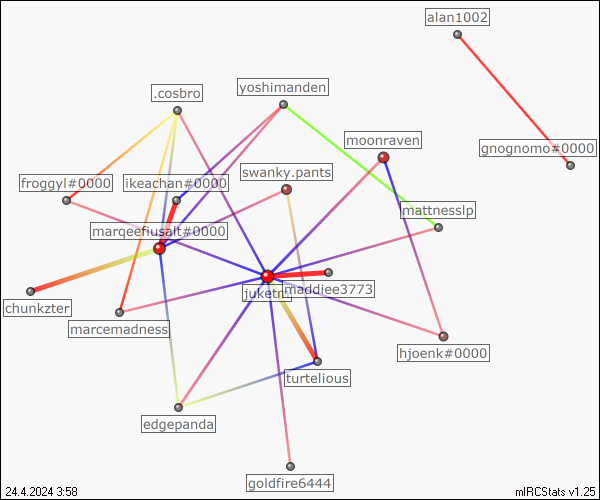 alan1002
.cosbro
yoshimanden
moonraven
gnognomo#0000
froggyl#0000
ikeachan#0000
swanky.pants
mattnesslp
marqeefiusalt#0000
chunkzter
maddiee3773
marcemadness
hjoenk#0000
turtelious
edgepanda
goldfire6444
24.4.2024 3:58
mIRCStats v1.25